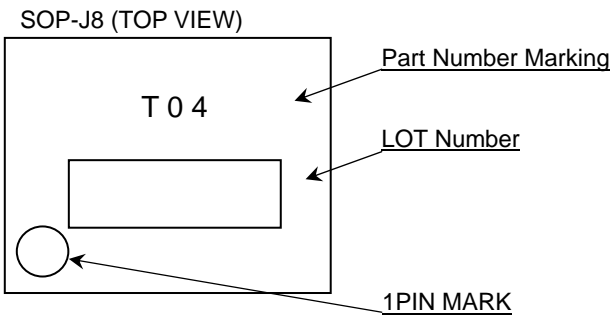 SOP-J8 (TOP VIEW)
Part Number Marking
T 0 4
LOT Number
1PIN MARK